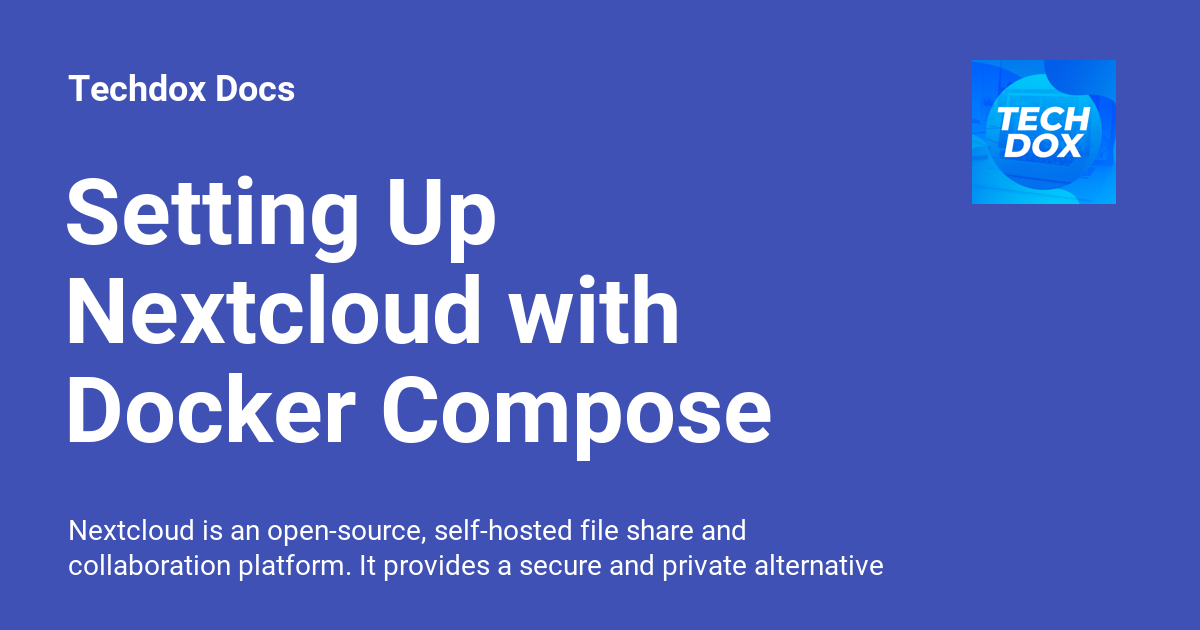 Techdox Docs
TECH
DOX
Setting Up
Nextcloud with
Docker Compose
Nextcloud is an open-source, self-hosted file share and
collaboration platform. It provides a secure and private alternative